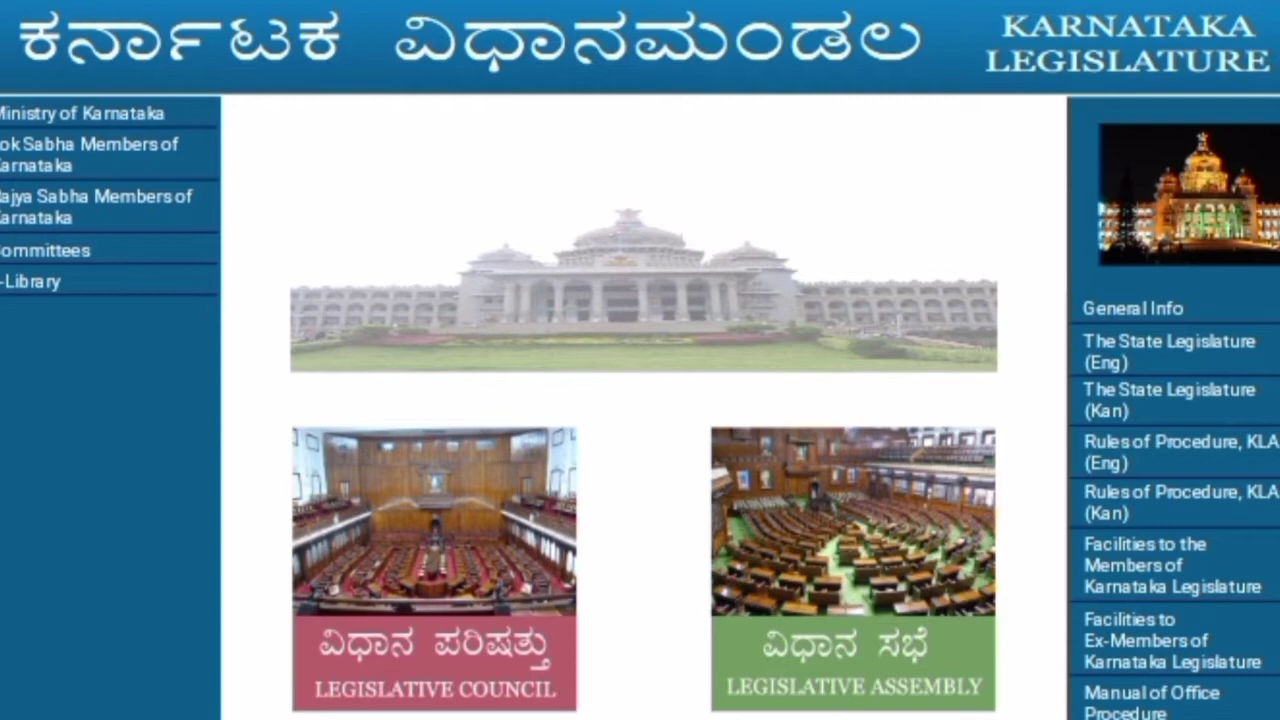 ಕರ್ನಾಟಕ ವಿಧಾನಮಂಡಲ
KARNATAKA
LEGISLATURE
Ministry of Karnataka
ok Sabha Members of
Karnataka
Rajya Sabha Members of
Karnataka
ommittees
-Library
General Info
The State Legislature
(Eng)
The State Legislature
(Kan)
Rules of Procedure, KLA
(Eng)
Rules of Procedure, KLA
(Kan)
Facilities to the
Members of
Karnataka Legislature
Facilities to
Ex-Members of
Karnataka Legislature
Manual of Office
Procedure
ವಿಧಾನ ಪರಿಷತ್ತು
LEGISLATIVE COUNCIL
ವಿಧಾನ ಸಭೆ
LEGISLATIVE ASSEMBLY